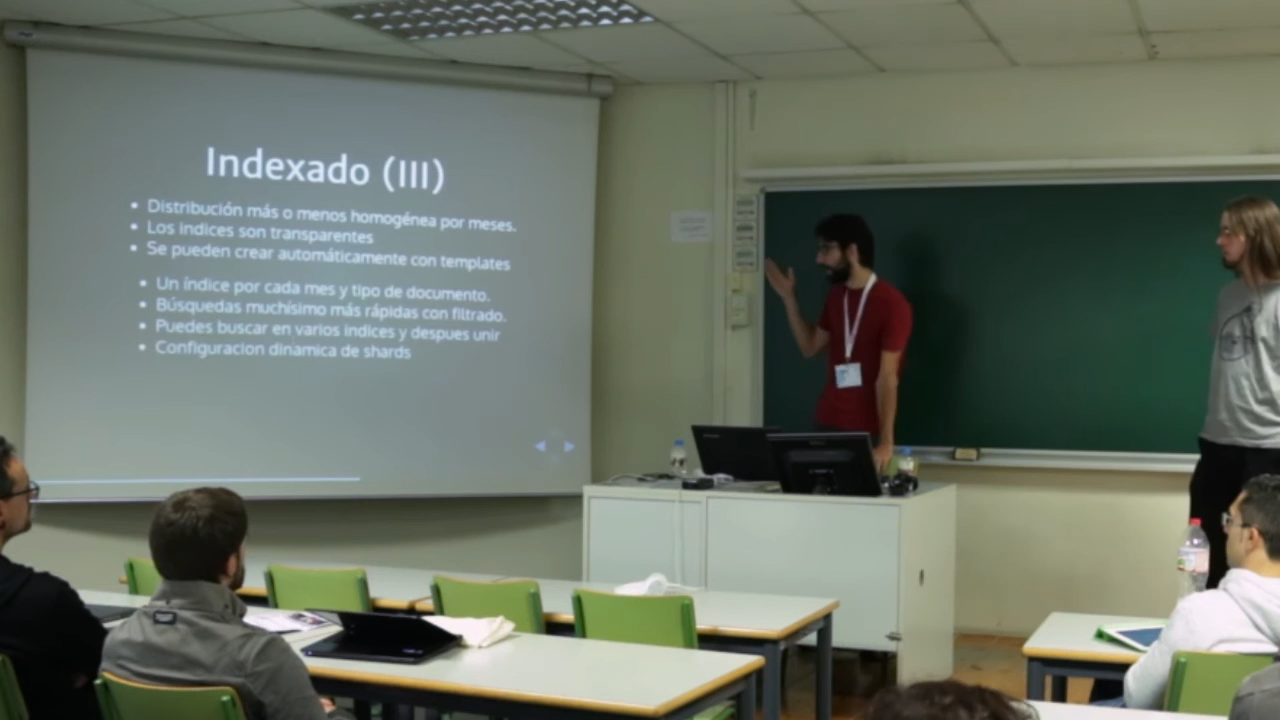 Indexado (III)
• Distribución más o menos homogénea por meses.
• Los indices son transparentes
• Se pueden crear automáticamente con templates
• Un índice por cada mes y tipo de documento.
• Búsquedas muchísimo más rápidas con filtrado.
• Puedes buscar en varios indices y despues unir
• Configuracion dinamica de shards